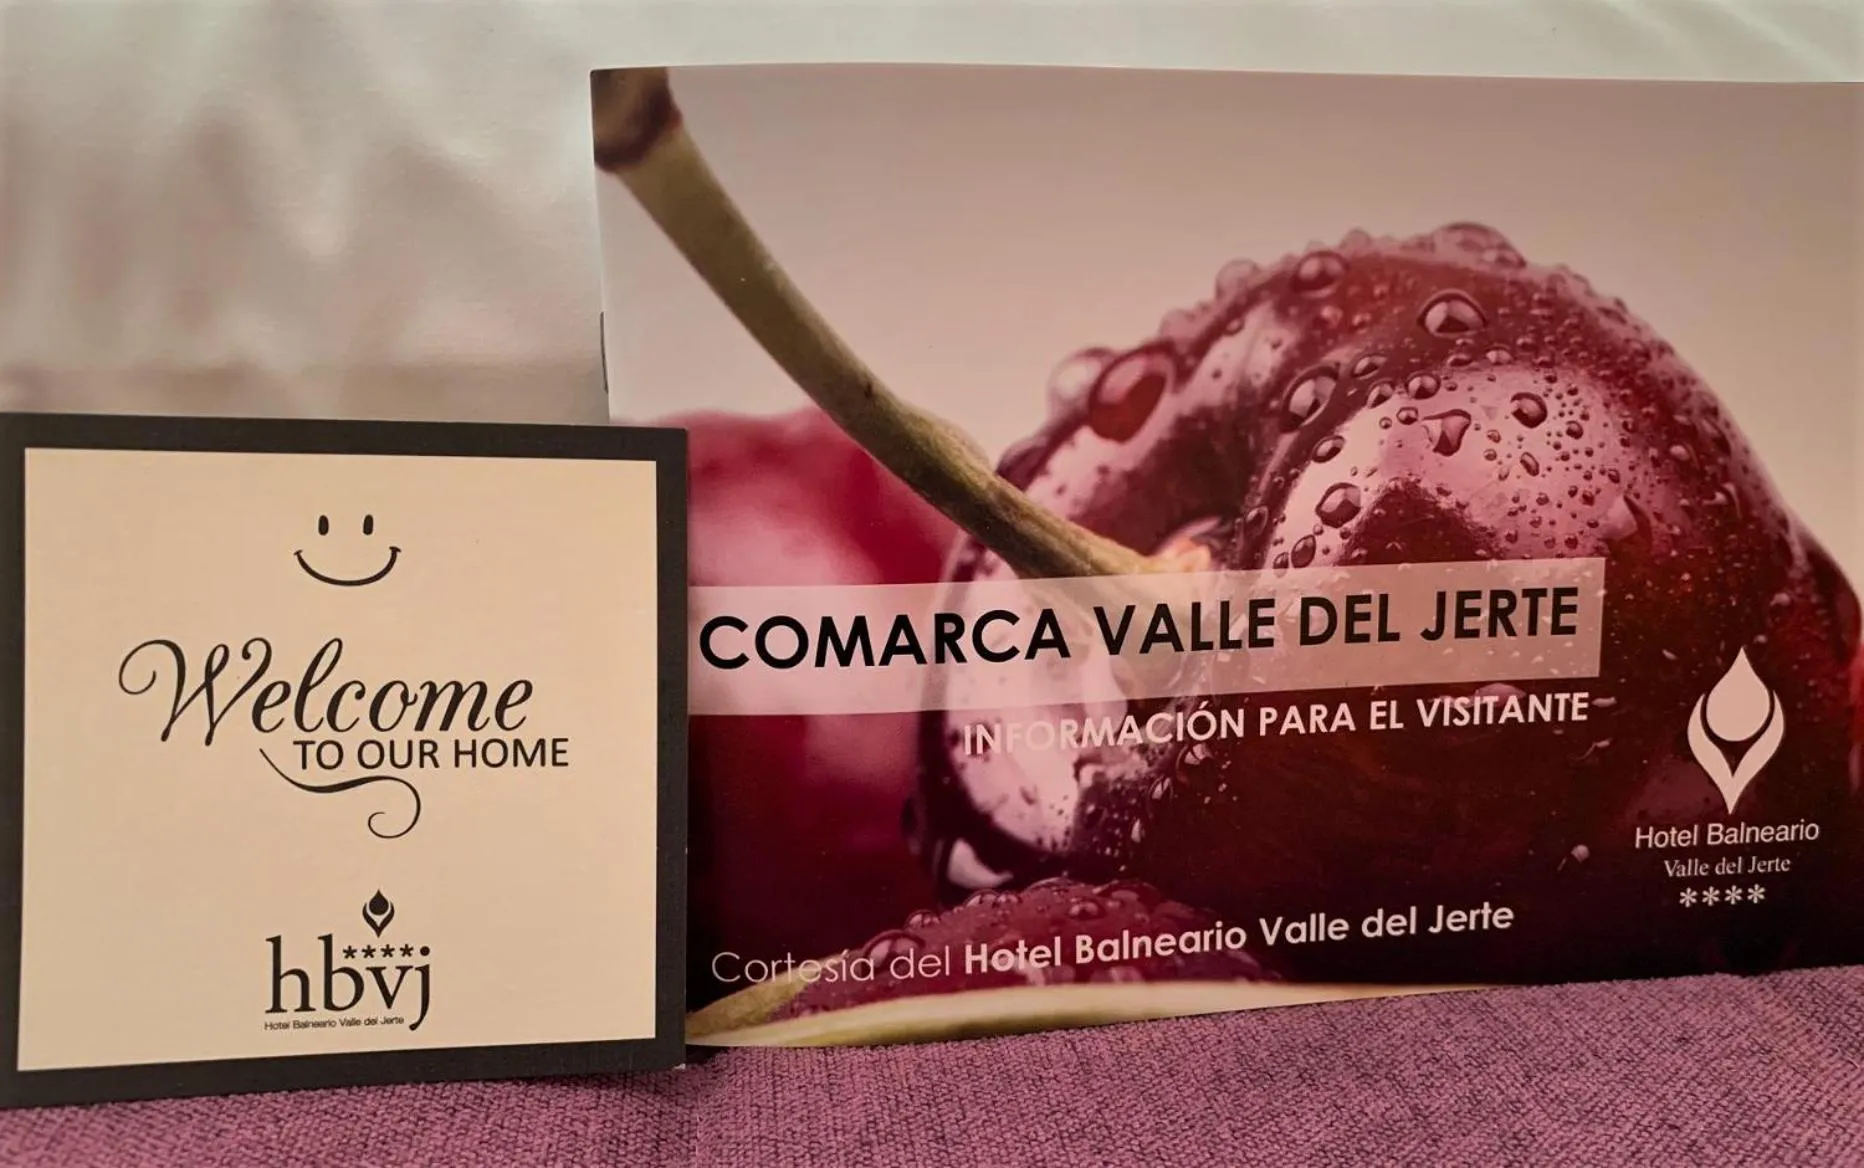 Welcome
TO OUR HOME
****
hbvj
Hotel Balneario Valle del Jerte
COMARCA VALLE DEL JERTE
INFORMACIÓN PARA EL VISITANTE
Hotel Balneario
Valle del Jerte
****
Cortesía del Hotel Balneario Valle del Jerte